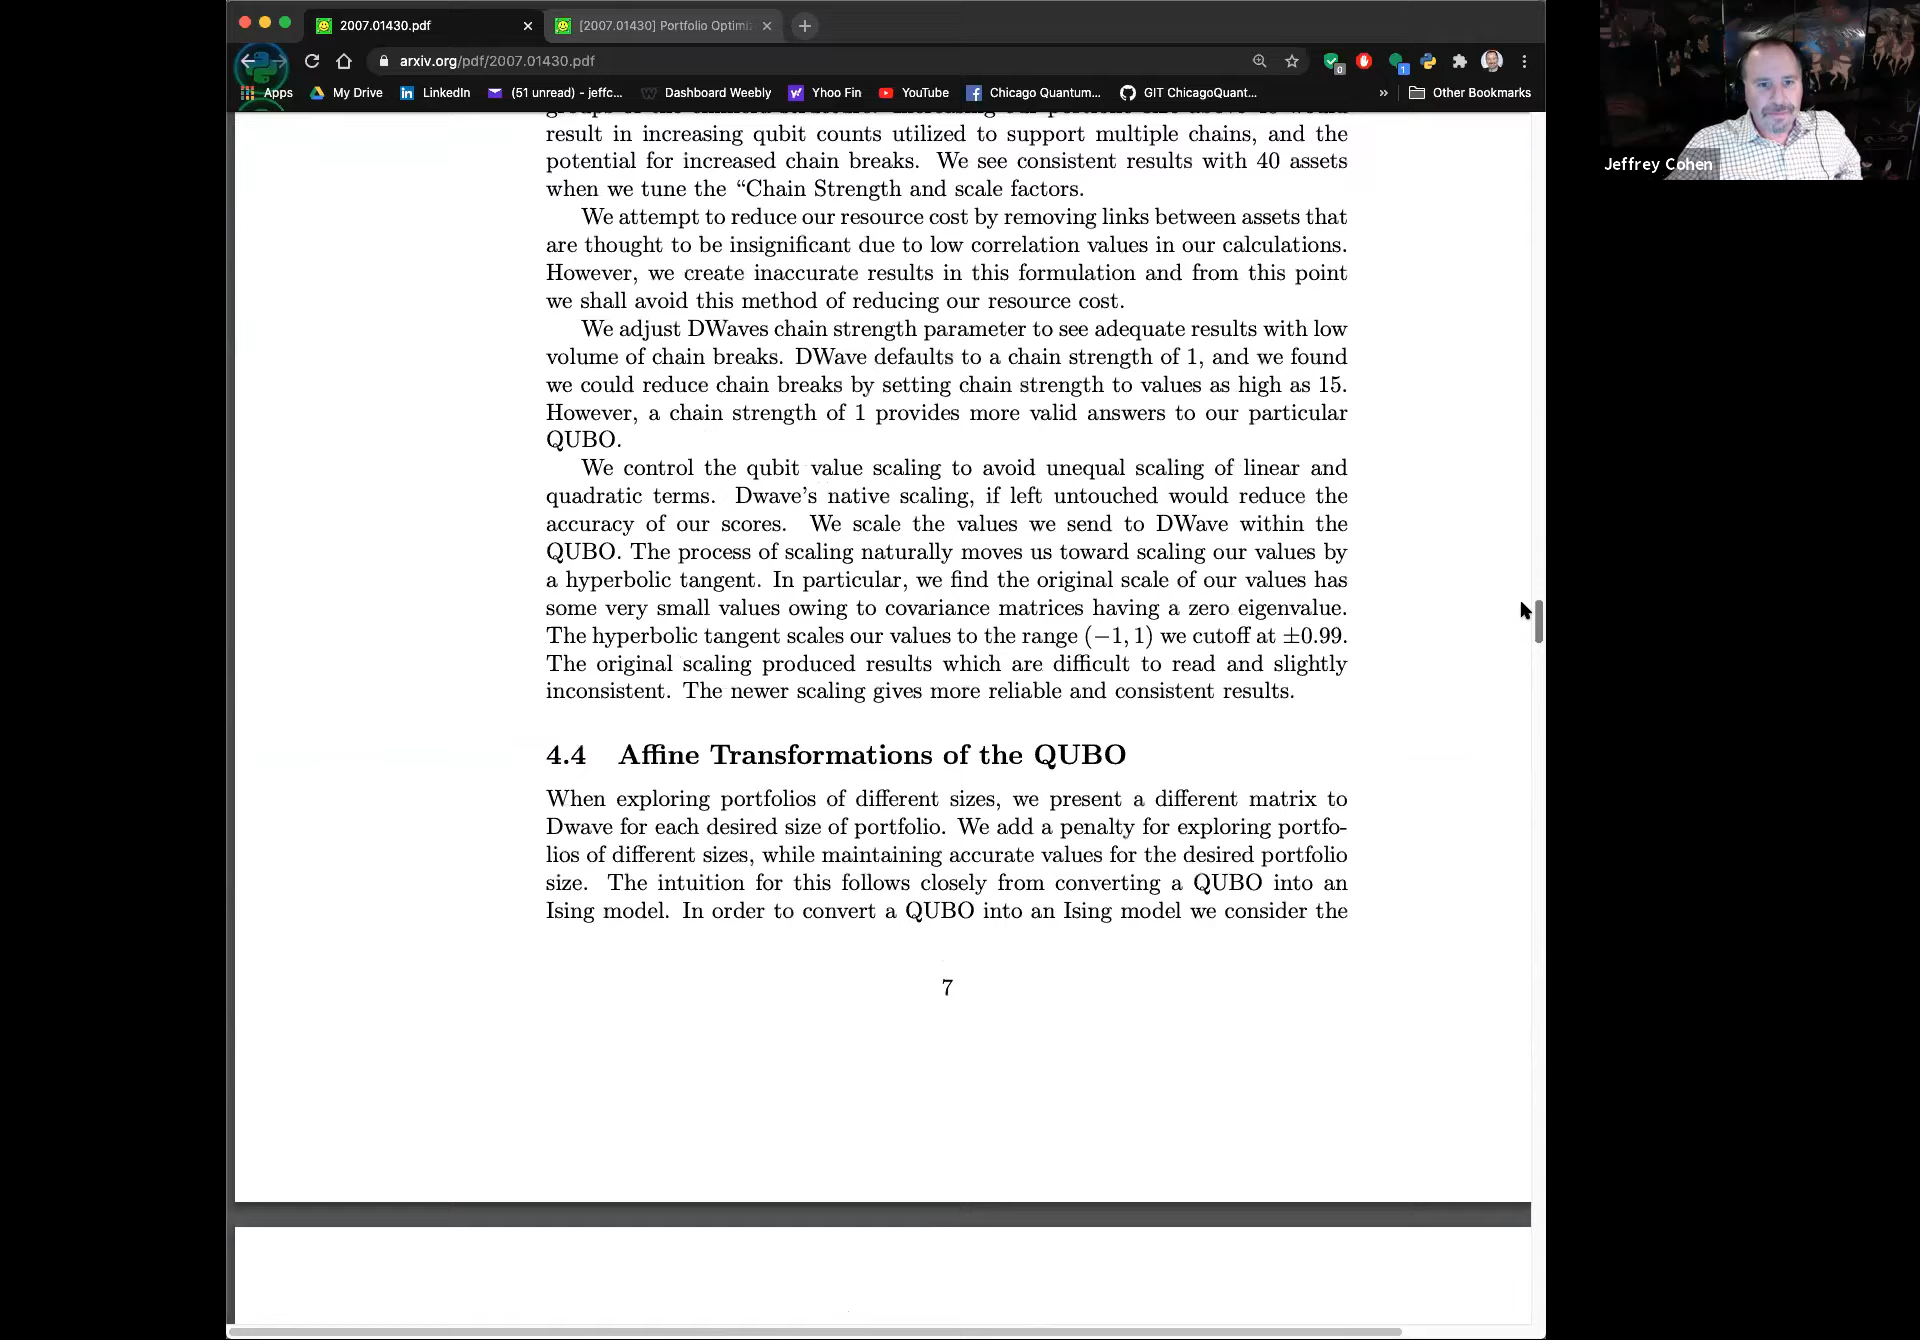 2007.01430.pdf
[2007.01430] Portfolio Optimi
arxiv.org/pdf/2007.01430.pdf
0
1
Apps
My Drive
LinkedIn
(51 unread) - jeffc...
Dashboard Weebly
Yhoo Fin
YouTube
Chicago Quantum...
GIT ChicagoQuant...
»
Other Bookmarks
result in increasing qubit counts utilized to support multiple chains, and the
potential for increased chain breaks. We see consistent results with 40 assets
when we tune the “Chain Strength and scale factors.
We attempt to reduce our resource cost by removing links between assets that
are thought to be insignificant due to low correlation values in our calculations.
However, we create inaccurate results in this formulation and from this point
we shall avoid this method of reducing our resource cost.
We adjust DWaves chain strength parameter to see adequate results with low
volume of chain breaks. DWave defaults to a chain strength of 1, and we found
we could reduce chain breaks by setting chain strength to values as high as 15.
However, a chain strength of 1 provides more valid answers to our particular
QUBO.
We control the qubit value scaling to avoid unequal scaling of linear and
quadratic terms. Dwave’s native scaling, if left untouched would reduce the
accuracy of our scores. We scale the values we send to DWave within the
QUBO. The process of scaling naturally moves us toward scaling our values by
a hyperbolic tangent. In particular, we find the original scale of our values has
some very small values owing to covariance matrices having a zero eigenvalue.
The hyperbolic tangent scales our values to the range (−1, 1) we cutoff at ±0.99.
The original scaling produced results which are difficult to read and slightly
inconsistent. The newer scaling gives more reliable and consistent results.
4.4 Affine Transformations of the QUBO
When exploring portfolios of different sizes, we present a different matrix to
Dwave for each desired size of portfolio. We add a penalty for exploring portfo-
lios of different sizes, while maintaining accurate values for the desired portfolio
size. The intuition for this follows closely from converting a QUBO into an
Ising model. In order to convert a QUBO into an Ising model we consider the
7
Jeffrey Cohen